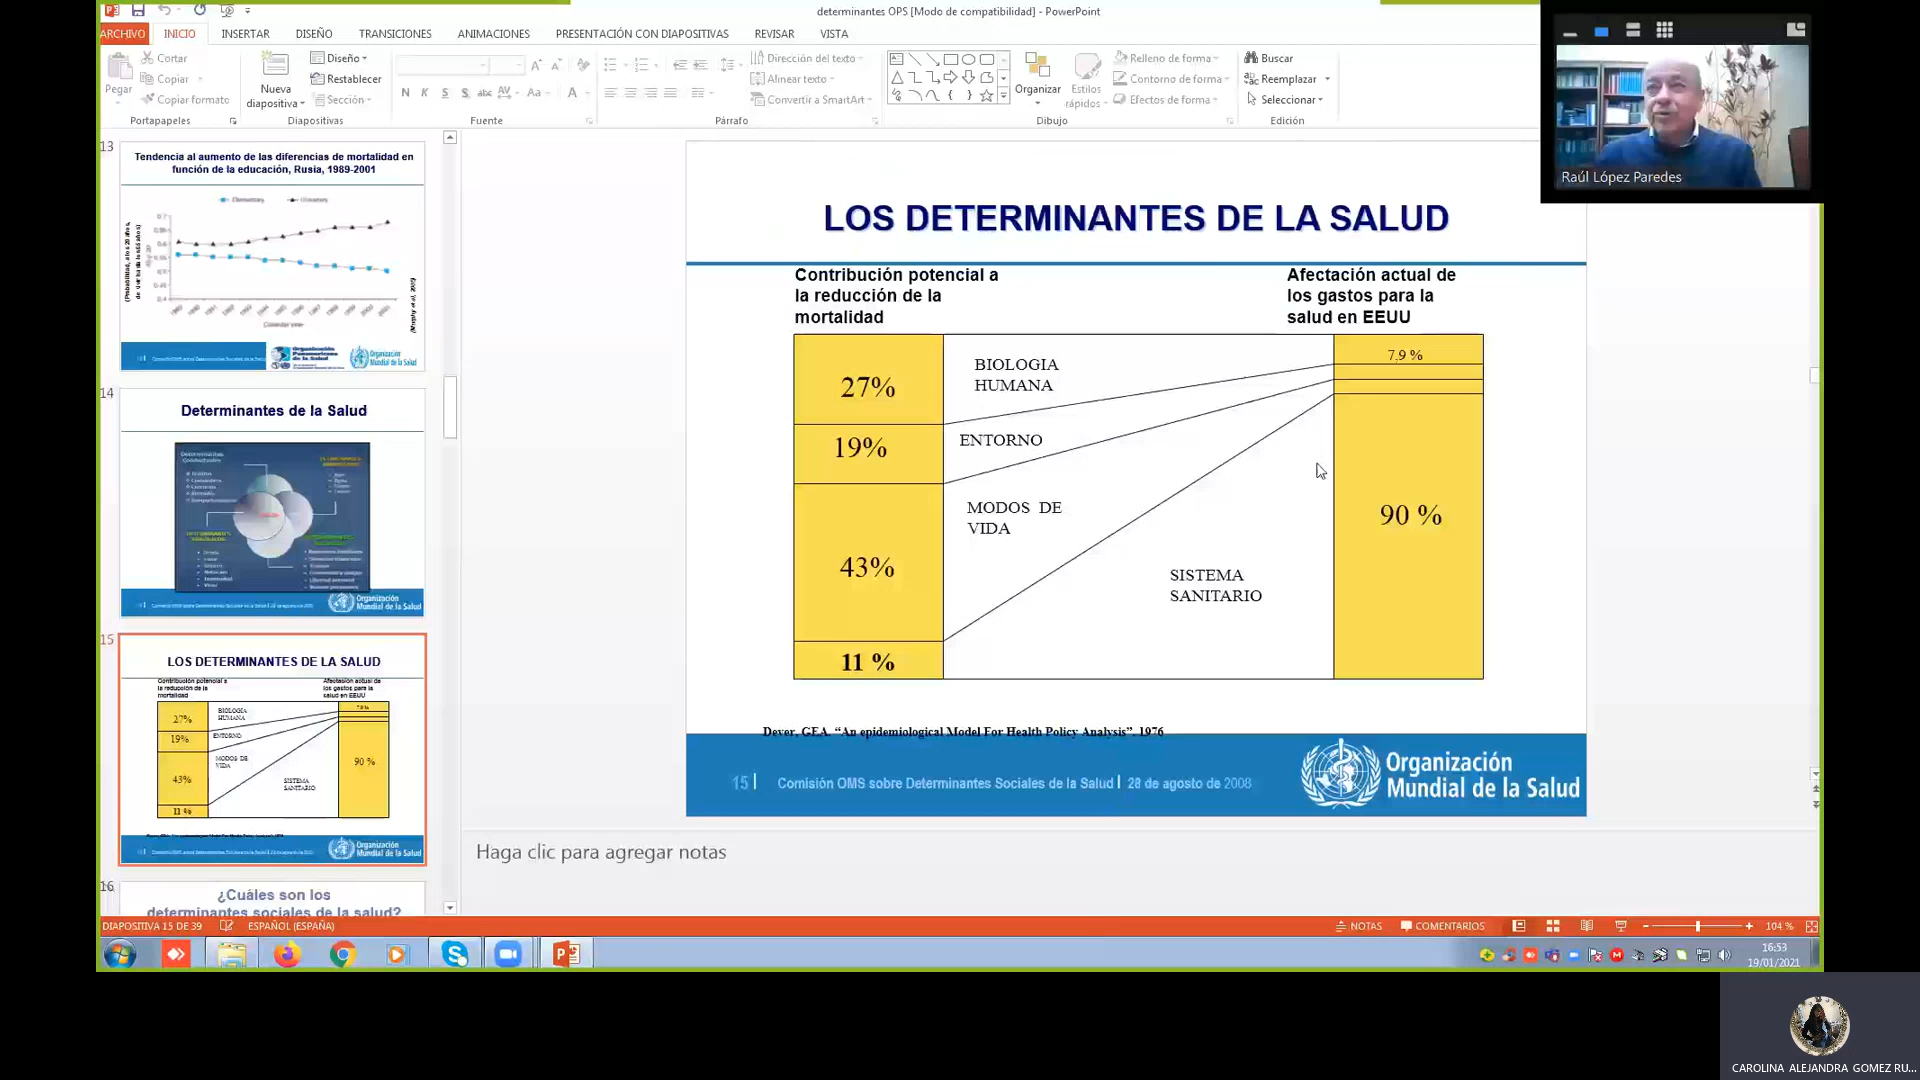 determinantes OPS [Modo de compatibilidad] - PowerPoint
ARCHIVO INICIO INSERTAR DISEÑO TRANSICIONES ANIMACIONES PRESENTACIÓN CON DIAPOSITIVAS REVISAR VISTA
Pegar
Cortar
Copiar
Copiar formato
Portapapeles
Nueva
diapositiva
Diseño
Restablecer
Sección
Diapositivas
N K S S abc AV Aa A
Fuente
Dirección del texto
Alinear texto
Convertir a SmartArt
Párrafo
Organizar
Estilos
rápidos
Relleno de forma
Contorno de forma
Efectos de forma
Dibujo
Buscar
Reemplazar
Seleccionar
Edición
Raúl López Paredes
13
Tendencia al aumento de las diferencias de mortalidad en
función de la educación, Rusia, 1989-2001
Organización
Panamericana
de la Salud
Organización
Mundial de la Salud
14
Determinantes de la Salud
Organización
Mundial de la Salud
15
LOS DETERMINANTES DE LA SALUD
Contribución potencial a
la reducción de la
mortalidad
Afectación actual de
los gastos para la
salud en EEUU
27%
BIOLOGIA
HUMANA
7.9 %
19%
ENTORNO
MODOS DE
VIDA
43%
90 %
SISTEMA
SANITARIO
11 %
Organización
Mundial de la Salud
16
¿Cuáles son los
determinantes sociales de la salud?
LOS DETERMINANTES DE LA SALUD
Contribución potencial a
la reducción de la
mortalidad
Afectación actual de
los gastos para la
salud en EEUU
27%
BIOLOGIA
HUMANA
7.9 %
19%
ENTORNO
MODOS DE
VIDA
43%
90 %
SISTEMA
SANITARIO
11 %
Dever, GEA. “An epidemiological Model For Health Policy Analysis”. 1976
15 | Comisión OMS sobre Determinantes Sociales de la Salud | 28 de agosto de 2008
Organización
Mundial de la Salud
Haga clic para agregar notas
DIAPOSITIVA 15 DE 39 ESPAÑOL (ESPAÑA) NOTAS COMENTARIOS 104 %
16:53
19/01/2021
CAROLINA ALEJANDRA GOMEZ RU...